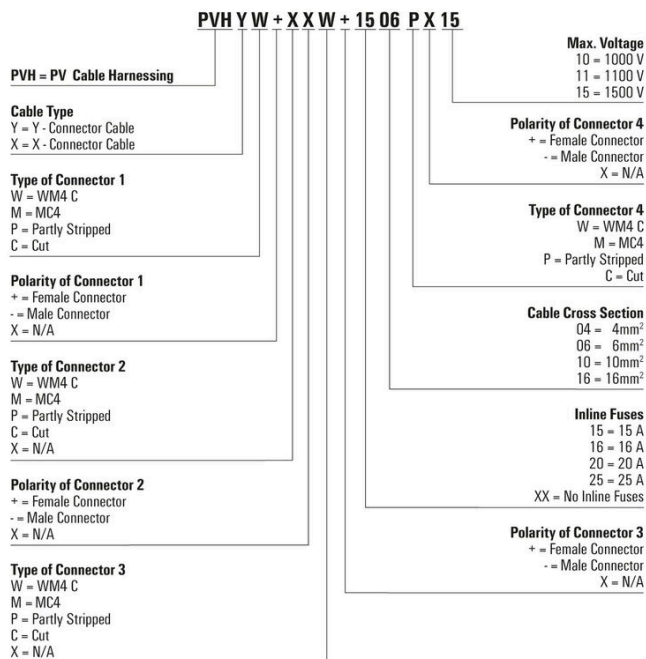 PVH Y W + X X W + 15 06 P X 15
PVH = PV Cable Harnessing
Cable Type
Y = Y - Connector Cable
X = X - Connector Cable
Type of Connector 1
W = WM4 C
M = MC4
P = Partly Stripped
C = Cut
Polarity of Connector 1
+ = Female Connector
- = Male Connector
X = N/A
Type of Connector 2
W = WM4 C
M = MC4
P = Partly Stripped
C = Cut
X = N/A
Polarity of Connector 2
+ = Female Connector
- = Male Connector
X = N/A
Type of Connector 3
W = WM4 C
M = MC4
P = Partly Stripped
C = Cut
X = N/A
Max. Voltage
10 = 1000 V
11 = 1100 V
15 = 1500 V
Polarity of Connector 4
+ = Female Connector
- = Male Connector
X = N/A
Type of Connector 4
W = WM4 C
M = MC4
P = Partly Stripped
C = Cut
Cable Cross Section
04 = 4mm²
06 = 6mm²
10 = 10mm²
16 = 16mm²
Inline Fuses
15 = 15 A
16 = 16 A
20 = 20 A
25 = 25 A
XX = No Inline Fuses
Polarity of Connector 3
+ = Female Connector
- = Male Connector
X = N/A